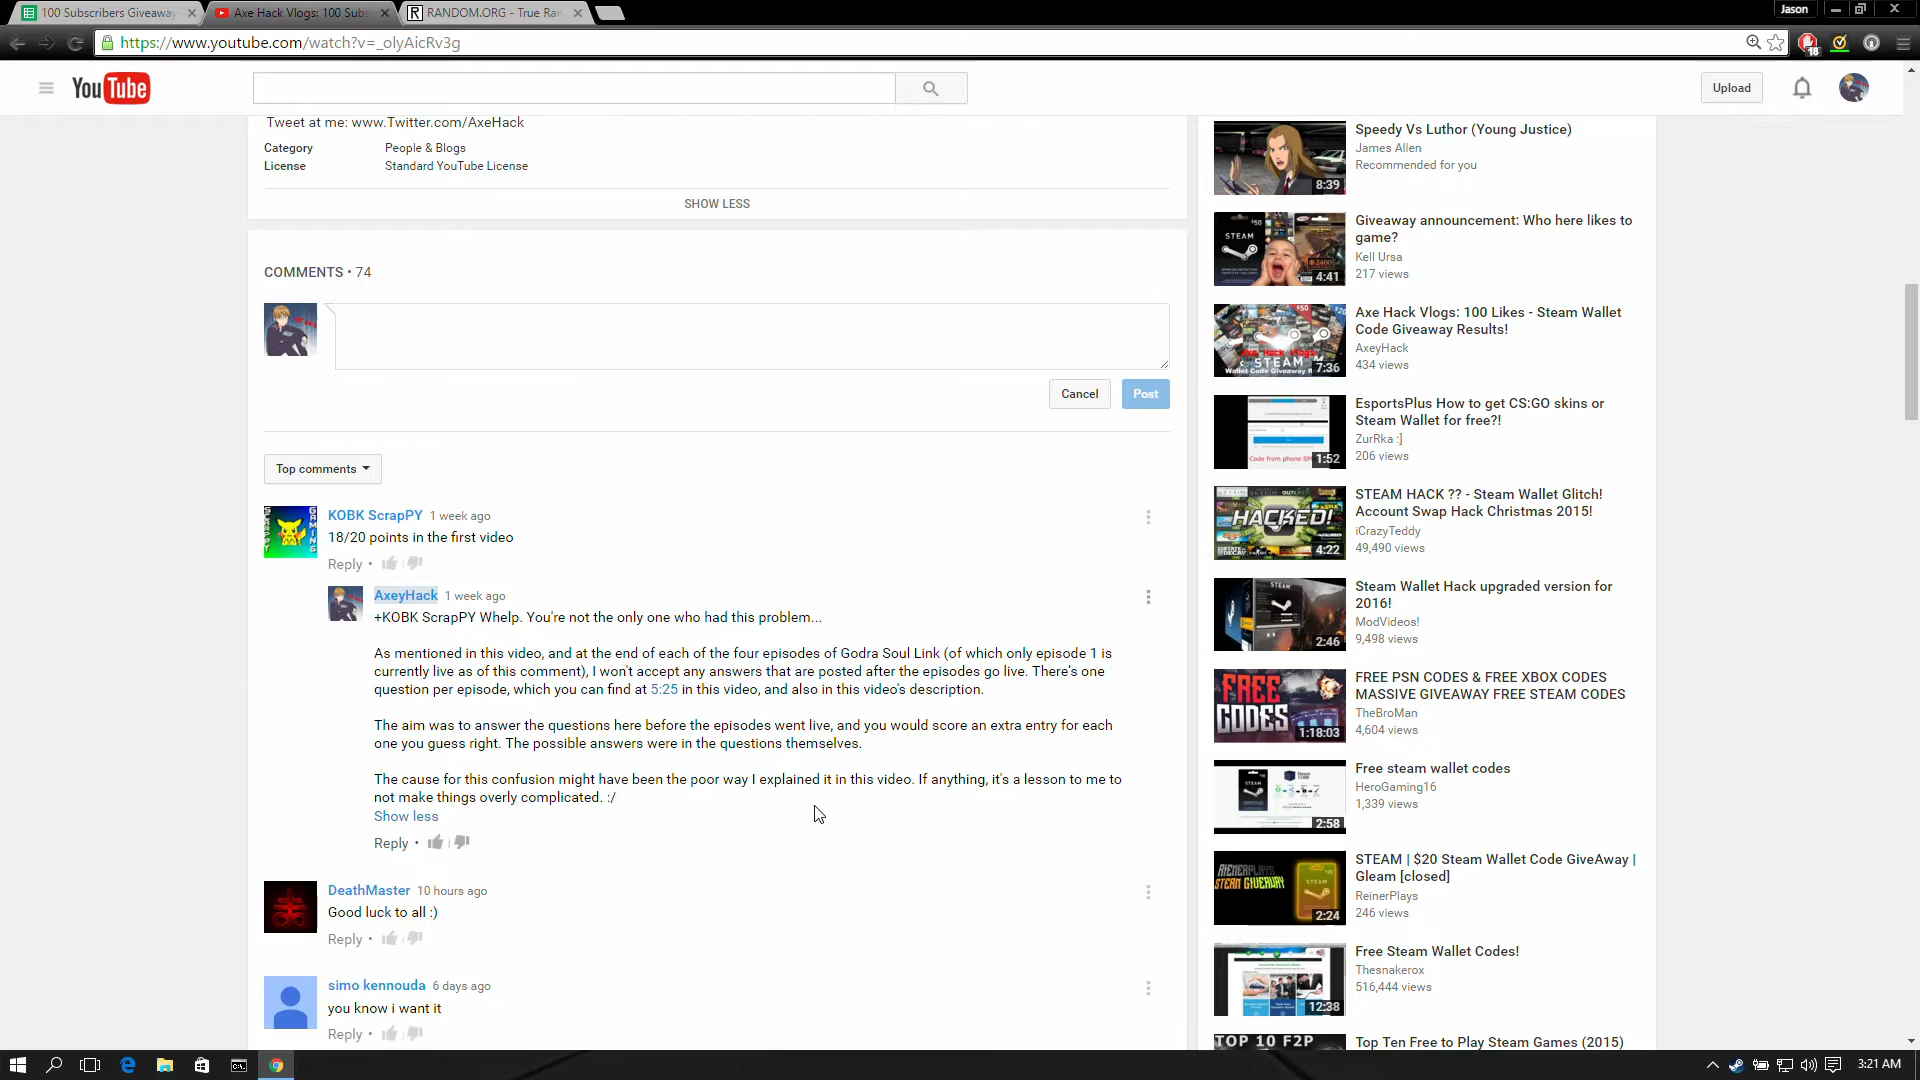 100 Subscribers Giveaway
Axe Hack Vlogs: 100 Subs
RANDOM.ORG - True Ran
Jason
https://www.youtube.com/watch?v=_olyAicRv3g
18
YouTube
Upload
Tweet at me: www.Twitter.com/AxeHack
Category People & Blogs
License Standard YouTube License
SHOW LESS
COMMENTS • 74
Cancel
Post
Top comments
KOBK ScrapPY 1 week ago
18/20 points in the first video
Reply •
AxeyHack 1 week ago
+KOBK ScrapPY Whelp. You're not the only one who had this problem...
As mentioned in this video, and at the end of each of the four episodes of Godra Soul Link (of which only episode 1 is
currently live as of this comment), I won't accept any answers that are posted after the episodes go live. There's one
question per episode, which you can find at 5:25 in this video, and also in this video's description.
The aim was to answer the questions here before the episodes went live, and you would score an extra entry for each
one you guess right. The possible answers were in the questions themselves.
The cause for this confusion might have been the poor way I explained it in this video. If anything, it's a lesson to me to
not make things overly complicated. :/
Show less
Reply •
DeathMaster 10 hours ago
Good luck to all :)
Reply •
simo kennouda 6 days ago
you know i want it
Reply •
8:39
Speedy Vs Luthor (Young Justice)
James Allen
Recommended for you
STEAM
4:41
Giveaway announcement: Who here likes to
game?
Kell Ursa
217 views
STEAM
7:36
Axe Hack Vlogs: 100 Likes - Steam Wallet
Code Giveaway Results!
AxeyHack
434 views
Code from phone SM
1:52
EsportsPlus How to get CS:GO skins or
Steam Wallet for free?!
ZurRka :]
206 views
HACKED!
4:22
STEAM HACK ?? - Steam Wallet Glitch!
Account Swap Hack Christmas 2015!
iCrazyTeddy
49,490 views
STEAM
2:46
Steam Wallet Hack upgraded version for
2016!
ModVideos!
9,498 views
FREE
CODES
1:18:03
FREE PSN CODES & FREE XBOX CODES
MASSIVE GIVEAWAY FREE STEAM CODES
TheBroMan
4,604 views
2:58
Free steam wallet codes
HeroGaming16
1,339 views
STEAM GIVEAWAY
2:24
STEAM | $20 Steam Wallet Code GiveAway |
Gleam [closed]
ReinerPlays
246 views
12:38
Free Steam Wallet Codes!
Thesnakerox
516,444 views
TOP 10 F2P
Top Ten Free to Play Steam Games (2015)
3:21 AM